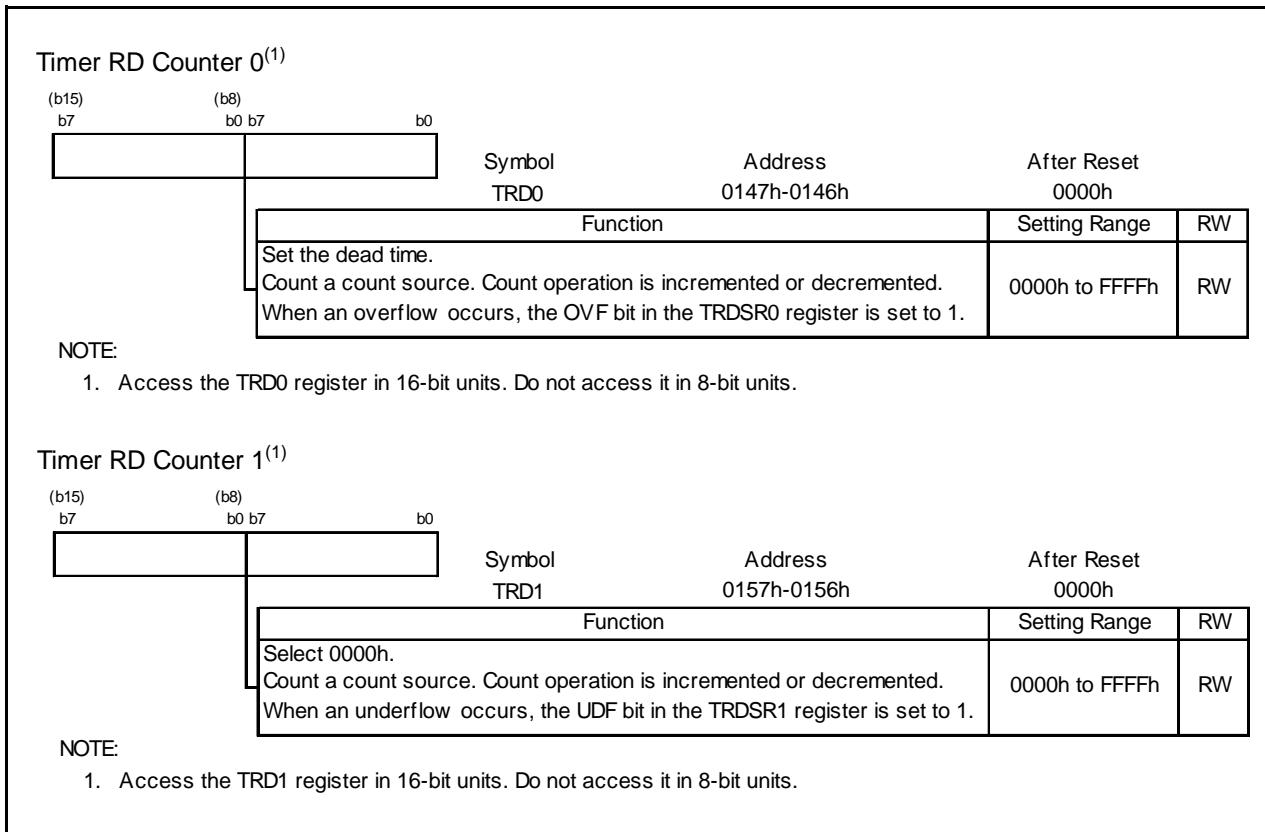 Timer RD Counter 0(1)
(b15) (b8)
b7 b0 b7 b0
Symbol Address After Reset
TRD0 0147h-0146h 0000h
Function Setting Range RW
Set the dead time.
Count a count source. Count operation is incremented or decremented. 0000h to FFFFh RW
When an overflow occurs, the OVF bit in the TRDSR0 register is set to 1.
NOTE:
1. Access the TRD0 register in 16-bit units. Do not access it in 8-bit units.
Timer RD Counter 1(1)
(b15) (b8)
b7 b0 b7 b0
Symbol Address After Reset
TRD1 0157h-0156h 0000h
Function Setting Range RW
Select 0000h.
Count a count source. Count operation is incremented or decremented. 0000h to FFFFh RW
When an underflow occurs, the UDF bit in the TRDSR1 register is set to 1.
NOTE:
1. Access the TRD1 register in 16-bit units. Do not access it in 8-bit units.